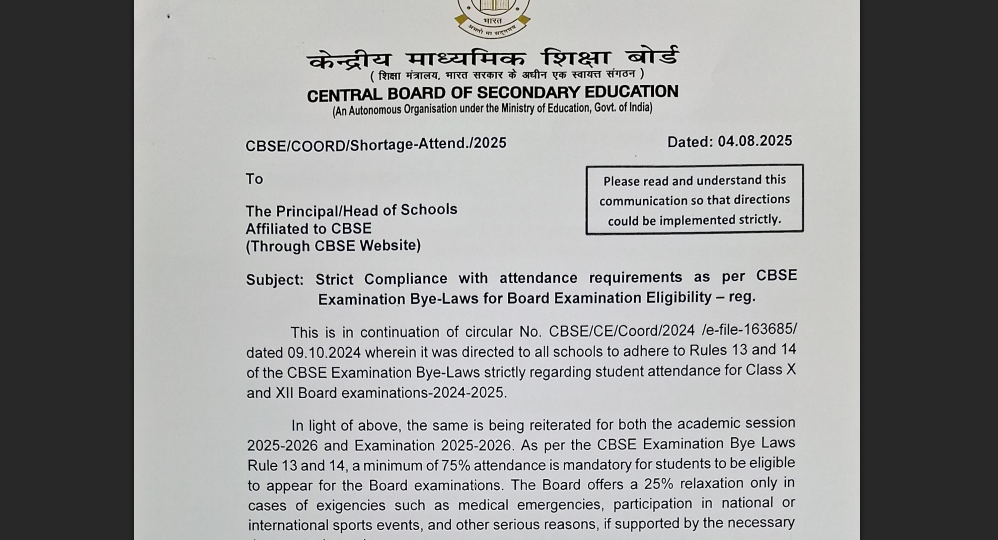 भारत
असतो मा सद्गमय
केन्द्रीय माध्यमिक शिक्षा बोर्ड
( शिक्षा मंत्रालय, भारत सरकार के अधीन एक स्वायत्त संगठन )
CENTRAL BOARD OF SECONDARY EDUCATION
(An Autonomous Organisation under the Ministry of Education, Govt. of India)
CBSE/COORD/Shortage-Attend./2025
Dated: 04.08.2025
To
Please read and understand this
communication so that directions
could be implemented strictly.
The Principal/Head of Schools
Affiliated to CBSE
(Through CBSE Website)
Subject: Strict Compliance with attendance requirements as per CBSE
Examination Bye-Laws for Board Examination Eligibility – reg.
This is in continuation of circular No. CBSE/CE/Coord/2024 /e-file-163685/
dated 09.10.2024 wherein it was directed to all schools to adhere to Rules 13 and 14
of the CBSE Examination Bye-Laws strictly regarding student attendance for Class X
and XII Board examinations-2024-2025.
In light of above, the same is being reiterated for both the academic session
2025-2026 and Examination 2025-2026. As per the CBSE Examination Bye Laws
Rule 13 and 14, a minimum of 75% attendance is mandatory for students to be eligible
to appear for the Board examinations. The Board offers a 25% relaxation only in
cases of exigencies such as medical emergencies, participation in national or
international sports events, and other serious reasons, if supported by the necessary